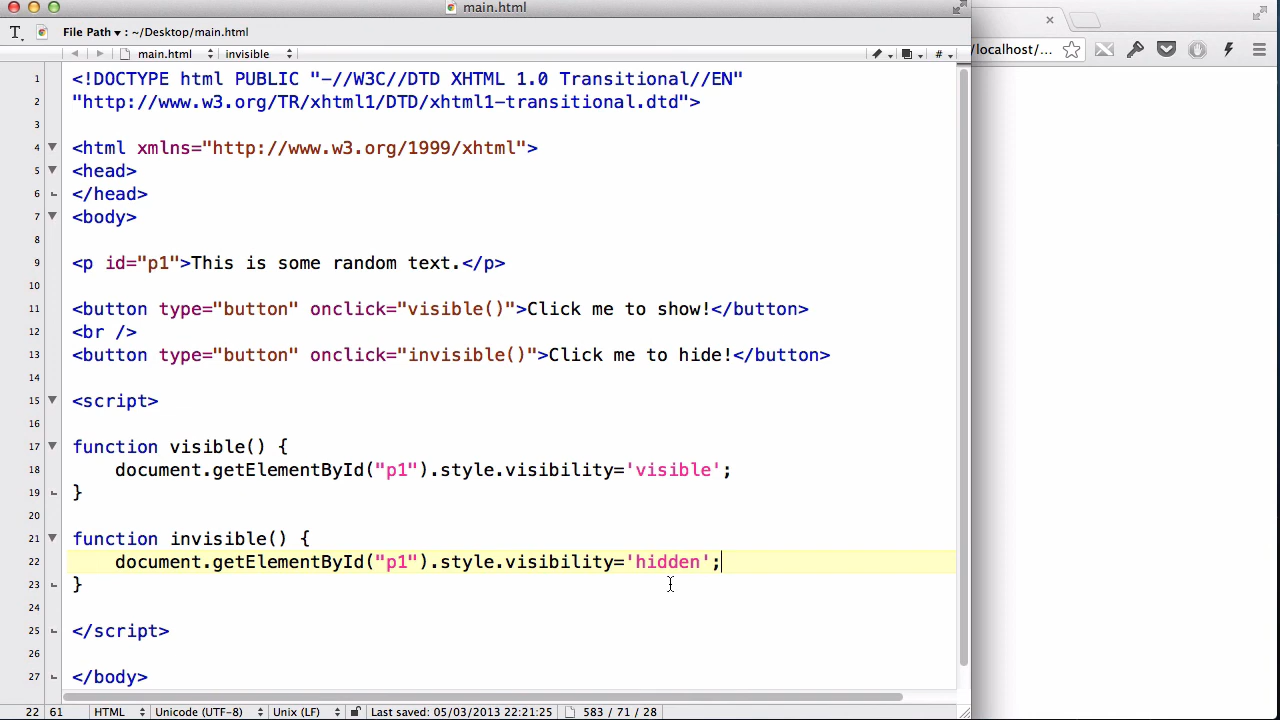 main.html
File Path ▾ : ~/Desktop/main.html
main.html invisible #
/localhost/...
1 <!DOCTYPE html PUBLIC "-//W3C//DTD XHTML 1.0 Transitional//EN"
2 "http://www.w3.org/TR/xhtml1/DTD/xhtml1-transitional.dtd">
3
4 <html xmlns="http://www.w3.org/1999/xhtml">
5 <head>
6 </head>
7 <body>
8
9 <p id="p1">This is some random text.</p>
10
11 <button type="button" onclick="visible()">Click me to show!</button>
12 <br />
13 <button type="button" onclick="invisible()">Click me to hide!</button>
14
15 <script>
16
17 function visible() {
18 document.getElementById("p1").style.visibility='visible';
19 }
20
21 function invisible() {
22 document.getElementById("p1").style.visibility='hidden';
23 }
24
25 </script>
26
27 </body>
22 61 HTML Unicode (UTF-8) Unix (LF) Last saved: 05/03/2013 22:21:25 583 / 71 / 28